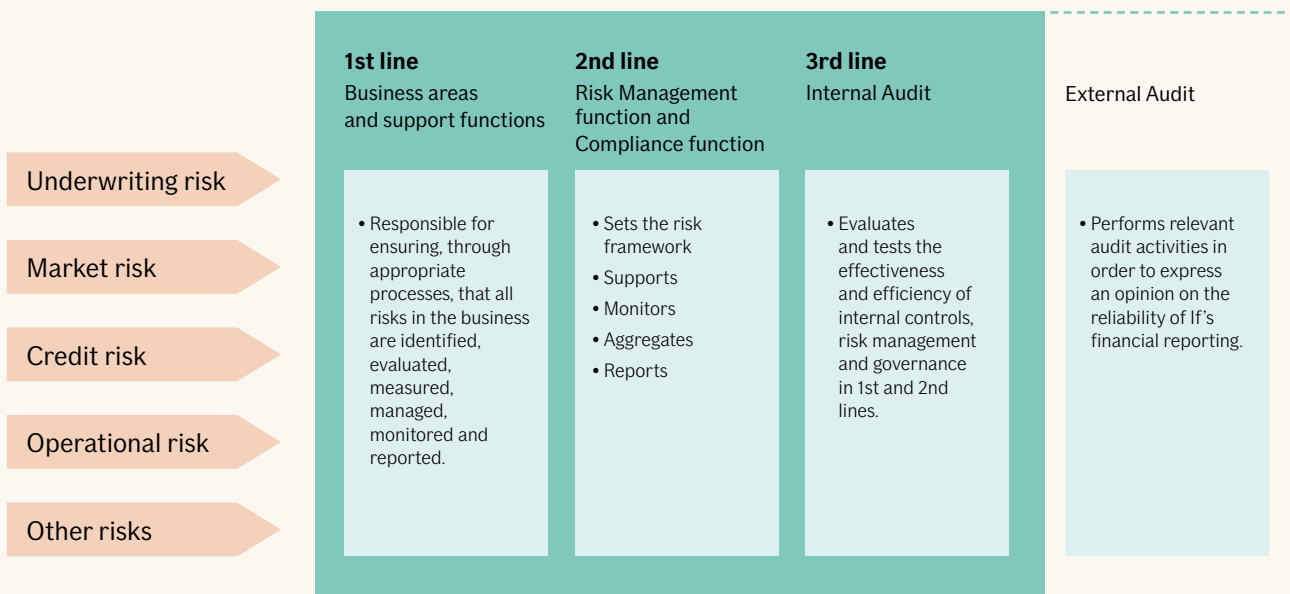 Underwriting risk
Market risk
Credit risk
Operational risk
Other risks
1st line
Business areas
and support functions
• Responsible for
ensuring, through
appropriate
processes, that all
risks in the business
are identified,
evaluated,
measured,
managed,
monitored and
reported.
2nd line
Risk Management
function and
Compliance function
• Sets the risk
framework
• Supports
• Monitors
• Aggregates
• Reports
3rd line
Internal Audit
• Evaluates
and tests the
effectiveness
and efficiency of
internal controls,
risk management
and governance
in 1st and 2nd
lines.
External Audit
• Performs relevant
audit activities in
order to express
an opinion on the
reliability of If’s
financial reporting.